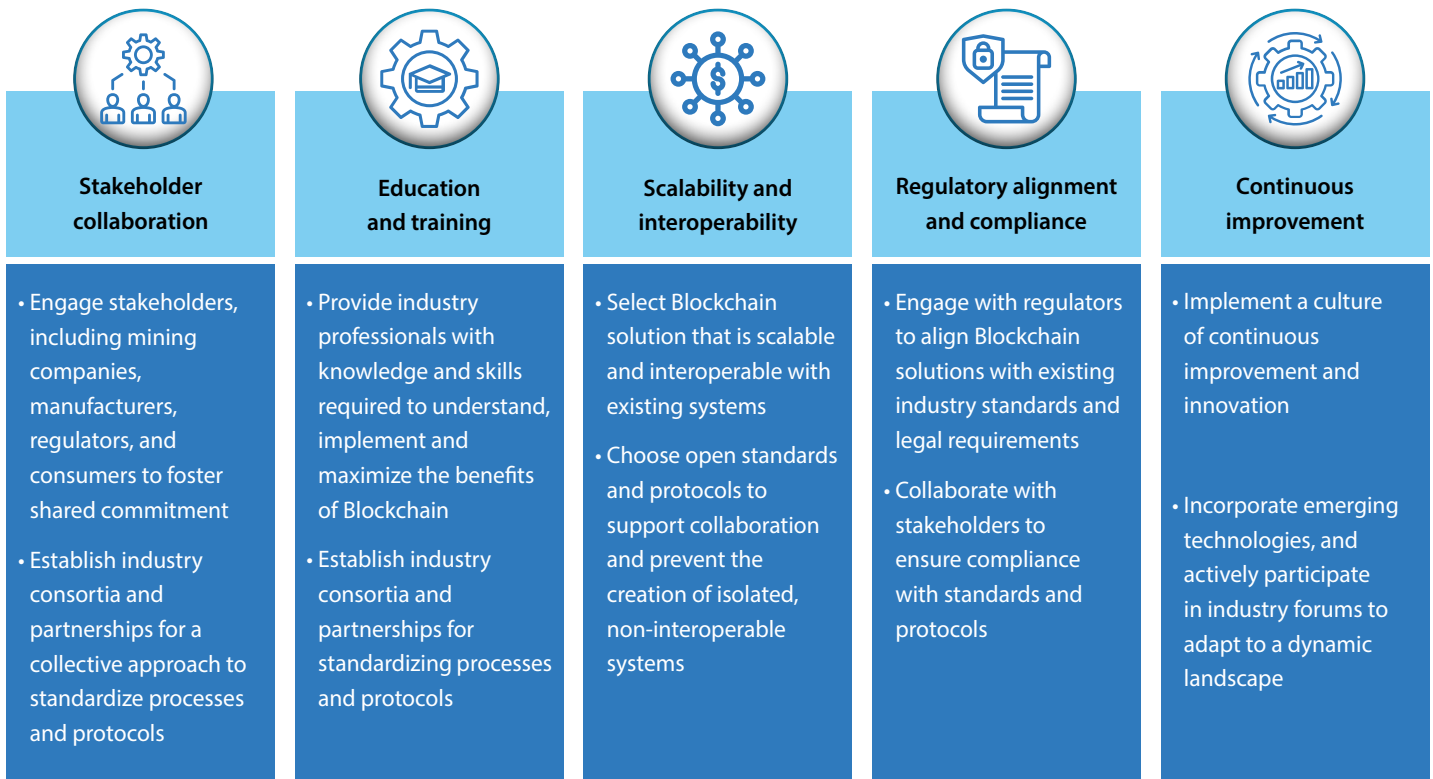 Stakeholder
collaboration
• Engage stakeholders,
including mining
companies,
manufacturers,
regulators, and
consumers to foster
shared commitment
• Establish industry
consortia and
partnerships for a
collective approach to
standardize processes
and protocols
Education
and training
• Provide industry
professionals with
knowledge and skills
required to understand,
implement and
maximize the benefits
of Blockchain
• Establish industry
consortia and
partnerships for
standardizing processes
and protocols
Scalability and
interoperability
• Select Blockchain
solution that is scalable
and interoperable with
existing systems
• Choose open standards
and protocols to
support collaboration
and prevent the
creation of isolated,
non-interoperable
systems
Regulatory alignment
and compliance
• Engage with regulators
to align Blockchain
solutions with existing
industry standards and
legal requirements
• Collaborate with
stakeholders to
ensure compliance
with standards and
protocols
Continuous
improvement
• Implement a culture
of continuous
improvement and
innovation
• Incorporate emerging
technologies, and
actively participate
in industry forums to
adapt to a dynamic
landscape